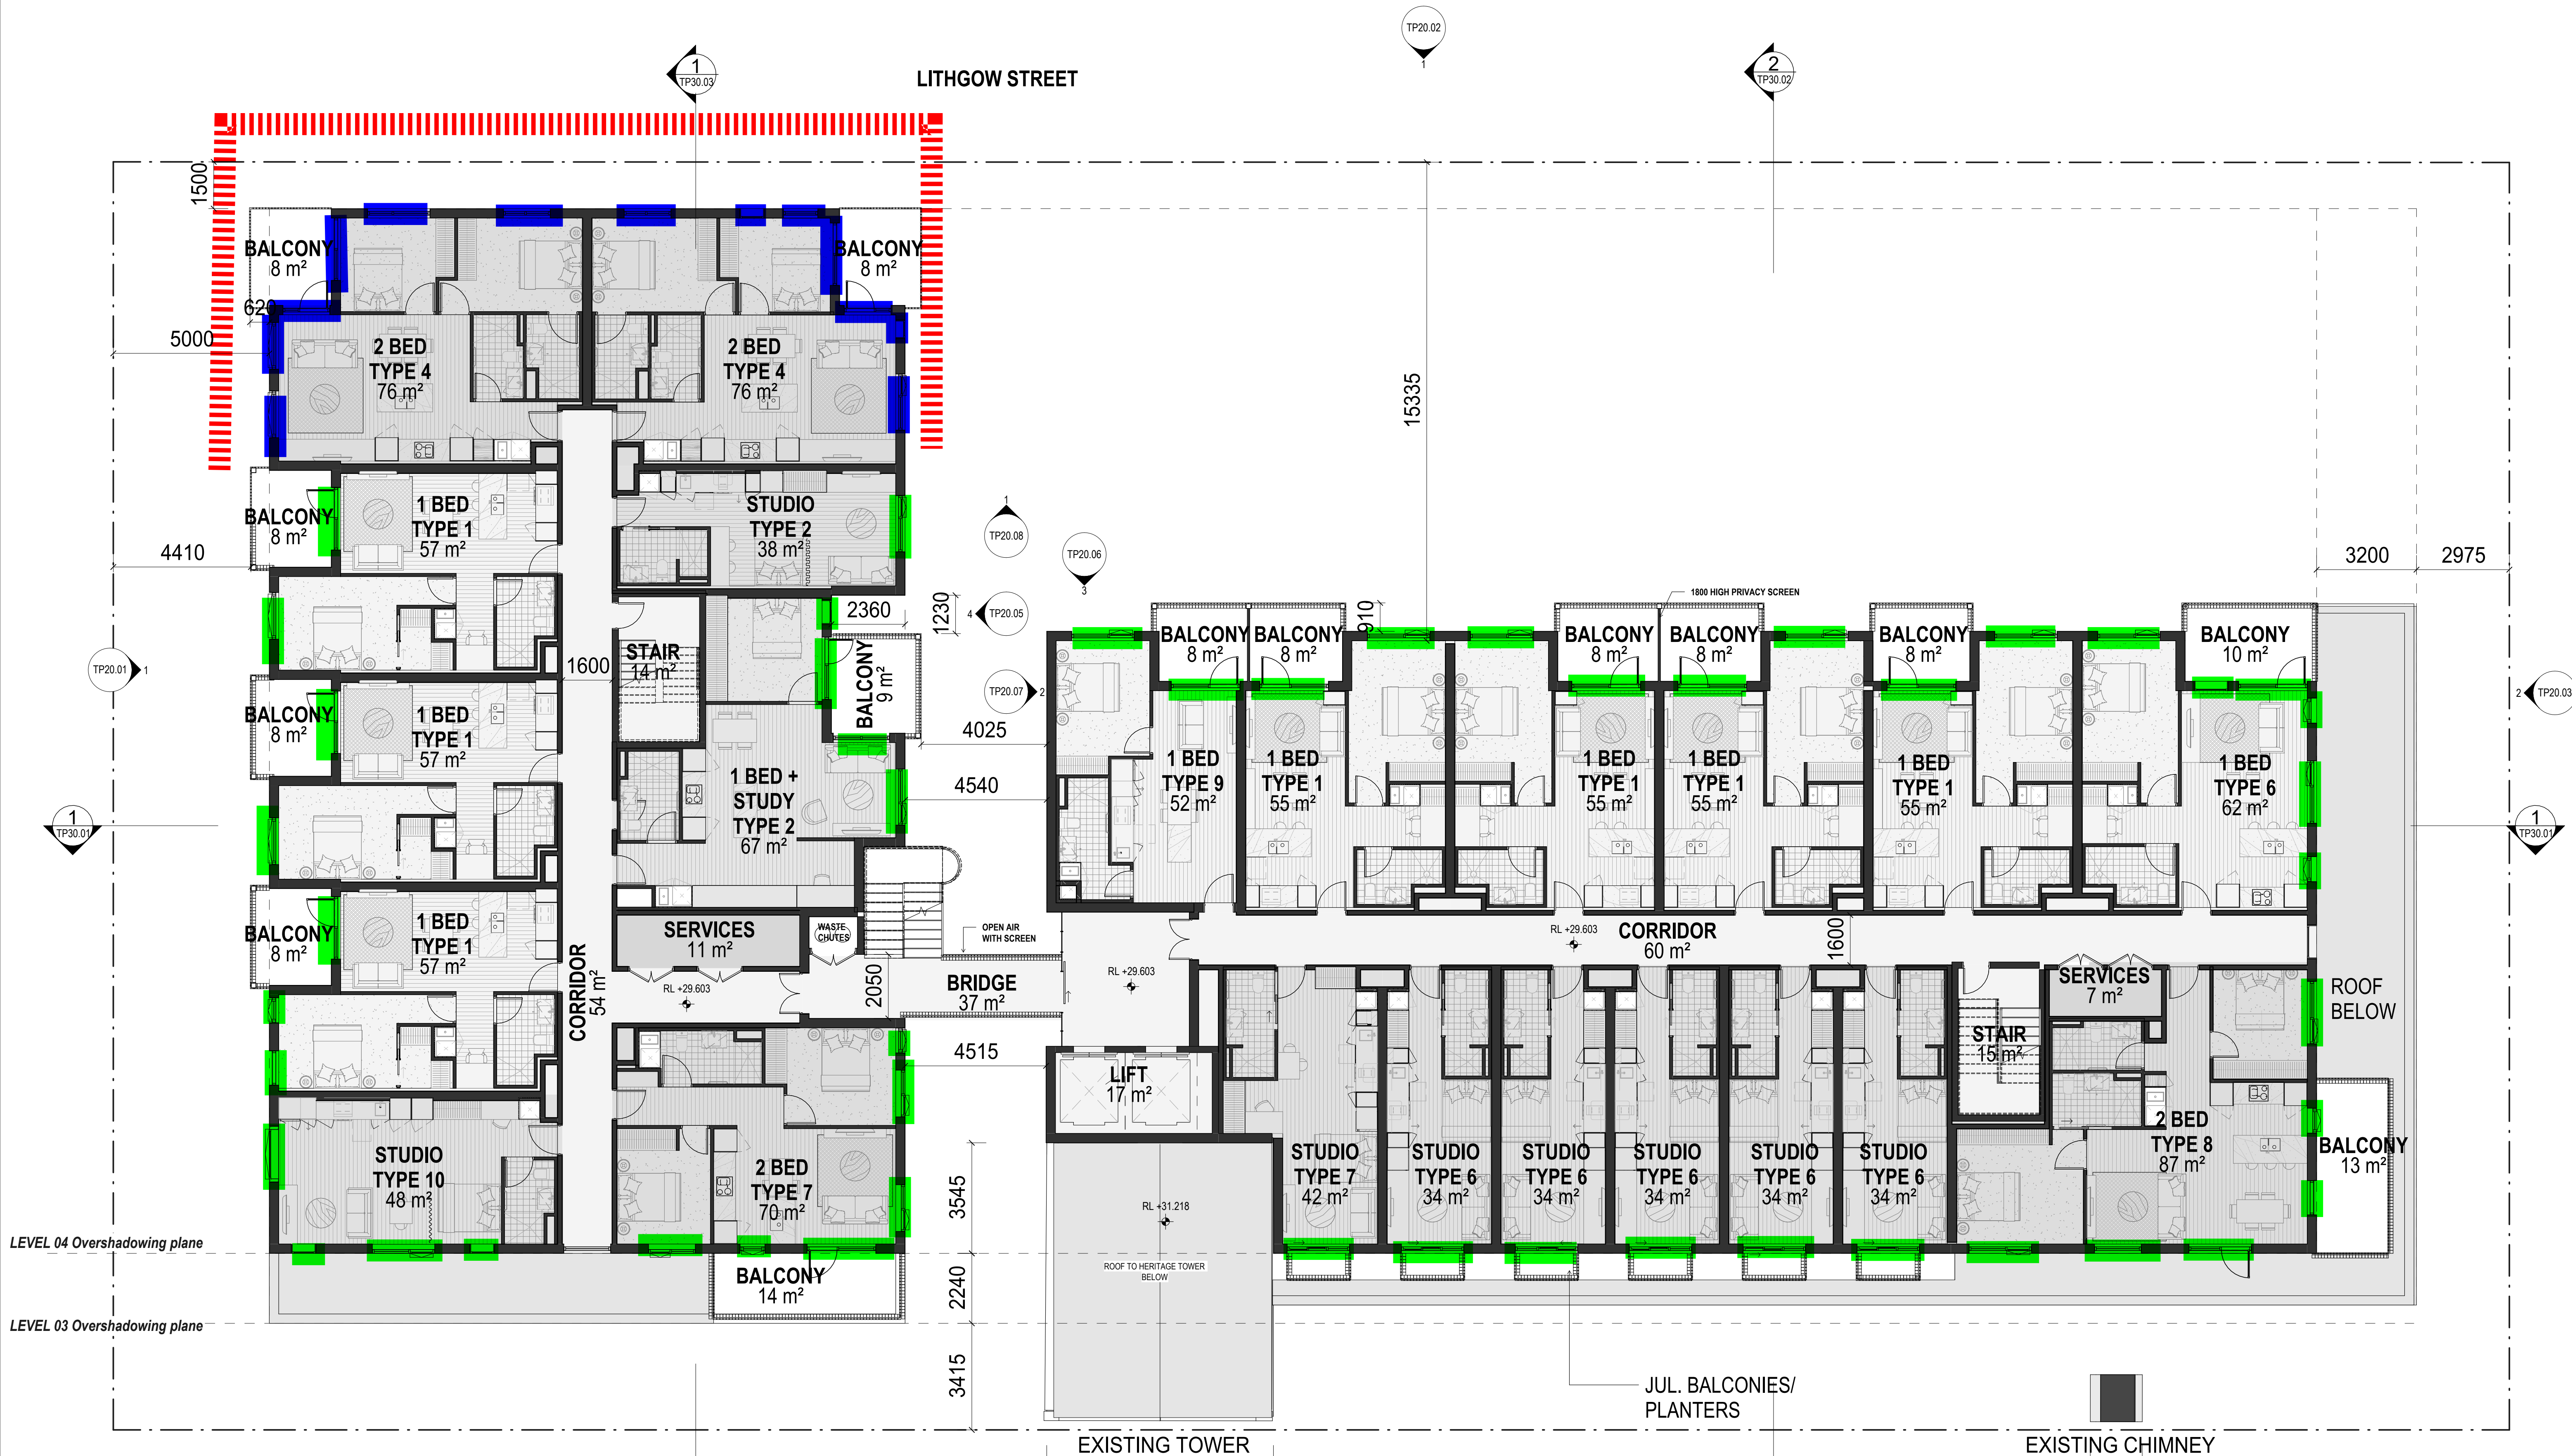 TP20.02
1
1
TP30.03
LITHGOW STREET
2
TP30.02
1500
BALCONY
8 m²
BALCONY
8 m²
620
5000
2 BED
TYPE 4
76 m²
2 BED
TYPE 4
76 m²
15335
BALCONY
8 m²
1 BED
TYPE 1
57 m²
STUDIO
TYPE 2
38 m²
4410
1
TP20.08
TP20.06
3
3200
2975
2360
1230
4
TP20.05
910
1800 HIGH PRIVACY SCREEN
TP20.01
1
1600
STAIR
14 m²
BALCONY
9 m²
TP20.07
2
BALCONY
8 m²
BALCONY
8 m²
BALCONY
8 m²
BALCONY
8 m²
BALCONY
8 m²
BALCONY
10 m²
2
TP20.03
BALCONY
8 m²
1 BED
TYPE 1
57 m²
4025
4540
1 BED +
STUDY
TYPE 2
67 m²
1 BED
TYPE 9
52 m²
1 BED
TYPE 1
55 m²
1 BED
TYPE 1
55 m²
1 BED
TYPE 1
55 m²
1 BED
TYPE 1
55 m²
1 BED
TYPE 6
62 m²
1
TP30.01
1
TP30.01
BALCONY
8 m²
1 BED
TYPE 1
57 m²
SERVICES
11 m²
WASTE
CHUTES
OPEN AIR
WITH SCREEN
RL +29.603
CORRIDOR
60 m²
1600
CORRIDOR
54 m²
RL +29.603
2050
BRIDGE
37 m²
RL +29.603
SERVICES
7 m²
ROOF
BELOW
4515
LIFT
17 m²
STAIR
15 m²
STUDIO
TYPE 10
48 m²
2 BED
TYPE 7
70 m²
3545
RL +31.218
STUDIO
TYPE 7
42 m²
STUDIO
TYPE 6
34 m²
STUDIO
TYPE 6
34 m²
STUDIO
TYPE 6
34 m²
STUDIO
TYPE 6
34 m²
STUDIO
TYPE 6
34 m²
2 BED
TYPE 8
87 m²
BALCONY
13 m²
LEVEL 04 Overshadowing plane
BALCONY
14 m²
2240
ROOF TO HERITAGE TOWER
BELOW
LEVEL 03 Overshadowing plane
3415
JUL. BALCONIES/
PLANTERS
EXISTING TOWER
EXISTING CHIMNEY